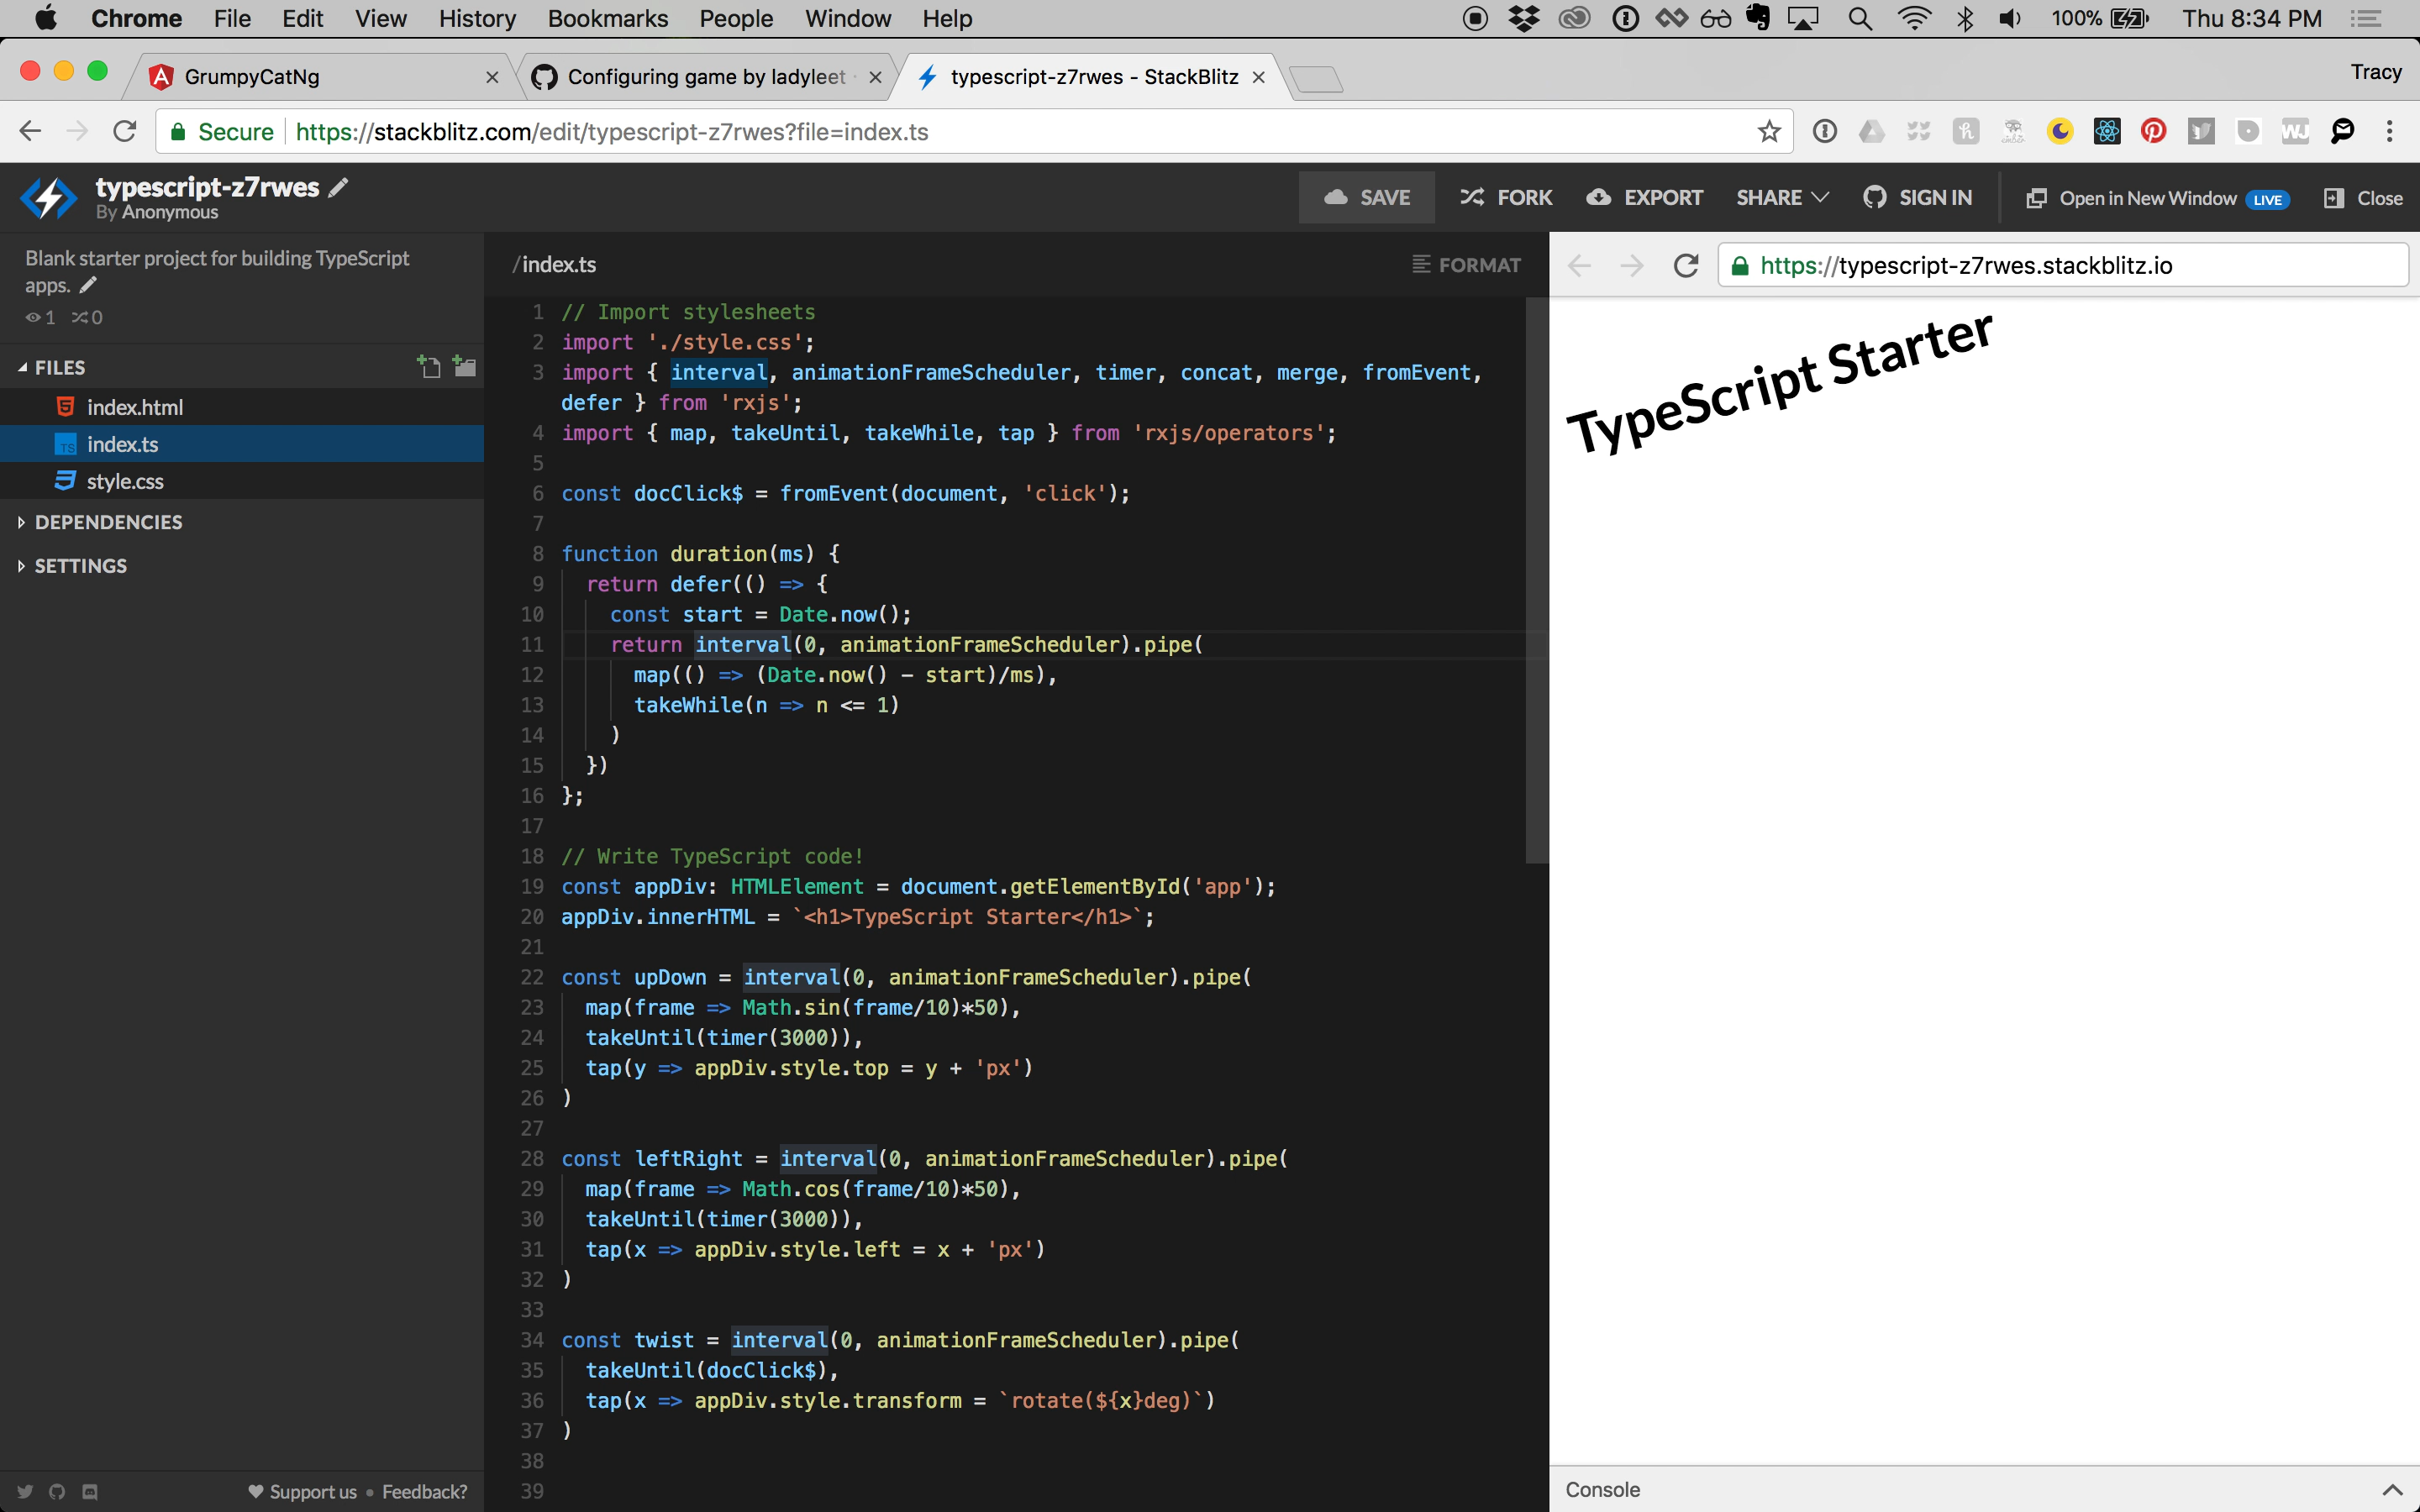 Chrome File Edit View History Bookmarks People Window Help 100% Thu 8:34 PM
GrumpyCatNg Configuring game by ladyleet typescript-z7rwes - StackBlitz Tracy
Secure https://stackblitz.com/edit/typescript-z7rwes?file=index.ts
typescript-z7rwes
By Anonymous
SAVE FORK EXPORT SHARE SIGN IN Open in New Window LIVE Close
Blank starter project for building TypeScript
apps.
1 0
FILES
index.html
index.ts
style.css
DEPENDENCIES
SETTINGS
Support us • Feedback?
/index.ts FORMAT
1 // Import stylesheets
2 import './style.css';
3 import { interval, animationFrameScheduler, timer, concat, merge, fromEvent,
defer } from 'rxjs';
4 import { map, takeUntil, takeWhile, tap } from 'rxjs/operators';
5
6 const docClick$ = fromEvent(document, 'click');
7
8 function duration(ms) {
9 return defer(() => {
10 const start = Date.now();
11 return interval(0, animationFrameScheduler).pipe(
12 map(() => (Date.now() - start)/ms),
13 takeWhile(n => n <= 1)
14 )
15 })
16 };
17
18 // Write TypeScript code!
19 const appDiv: HTMLElement = document.getElementById('app');
20 appDiv.innerHTML = `<h1>TypeScript Starter</h1>`;
21
22 const upDown = interval(0, animationFrameScheduler).pipe(
23 map(frame => Math.sin(frame/10)*50),
24 takeUntil(timer(3000)),
25 tap(y => appDiv.style.top = y + 'px')
26 )
27
28 const leftRight = interval(0, animationFrameScheduler).pipe(
29 map(frame => Math.cos(frame/10)*50),
30 takeUntil(timer(3000)),
31 tap(x => appDiv.style.left = x + 'px')
32 )
33
34 const twist = interval(0, animationFrameScheduler).pipe(
35 takeUntil(docClick$),
36 tap(x => appDiv.style.transform = `rotate(${x}deg)`)
37 )
38
39
https://typescript-z7rwes.stackblitz.io
TypeScript Starter
Console